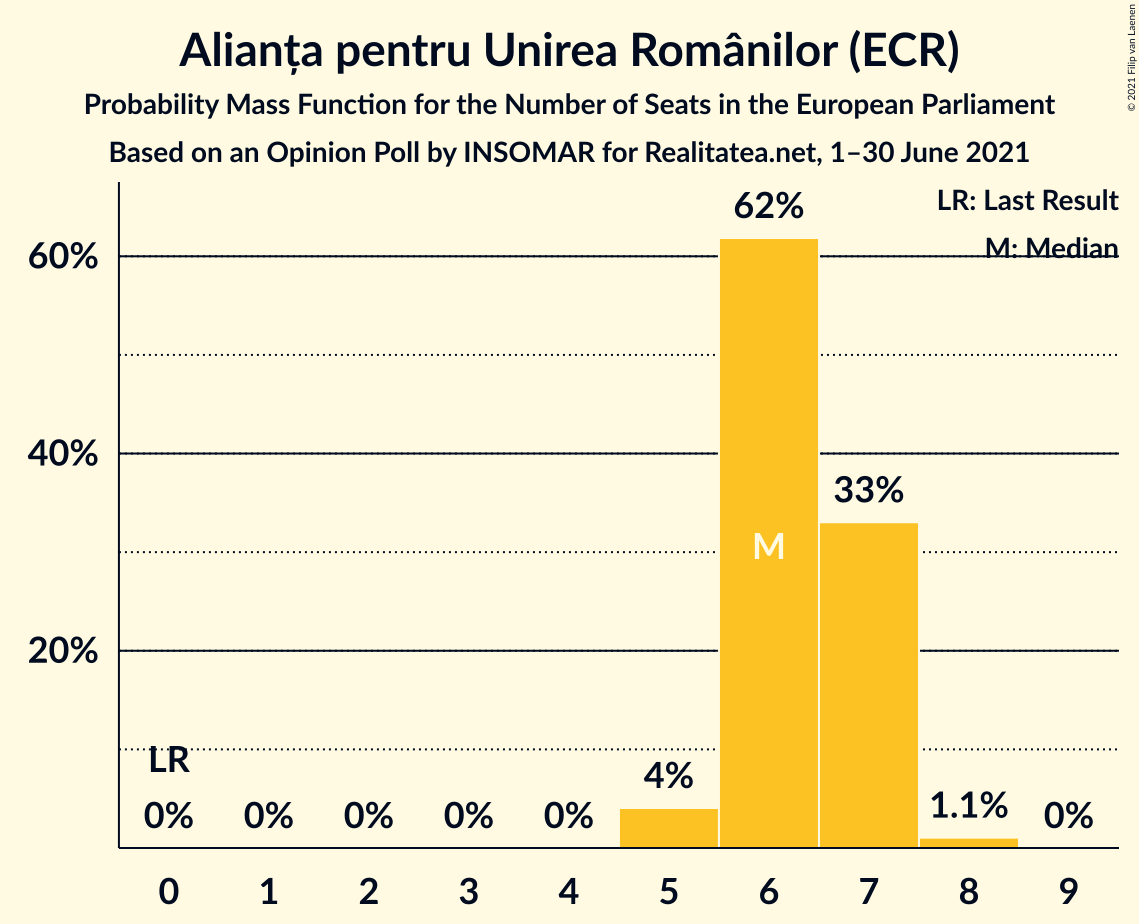 Alianța pentru Unirea Românilor (ECR)
Probability Mass Function for the Number of Seats in the European Parliament
Based on an Opinion Poll by INSOMAR for Realitatea.net, 1–30 June 2021
© 2021 Filip van Laenen
LR: Last Result
M: Median
62%
60%
40%
33%
M
20%
LR
0% 0% 0% 0% 0% 4% 1.1% 0%
0 1 2 3 4 5 6 7 8 9